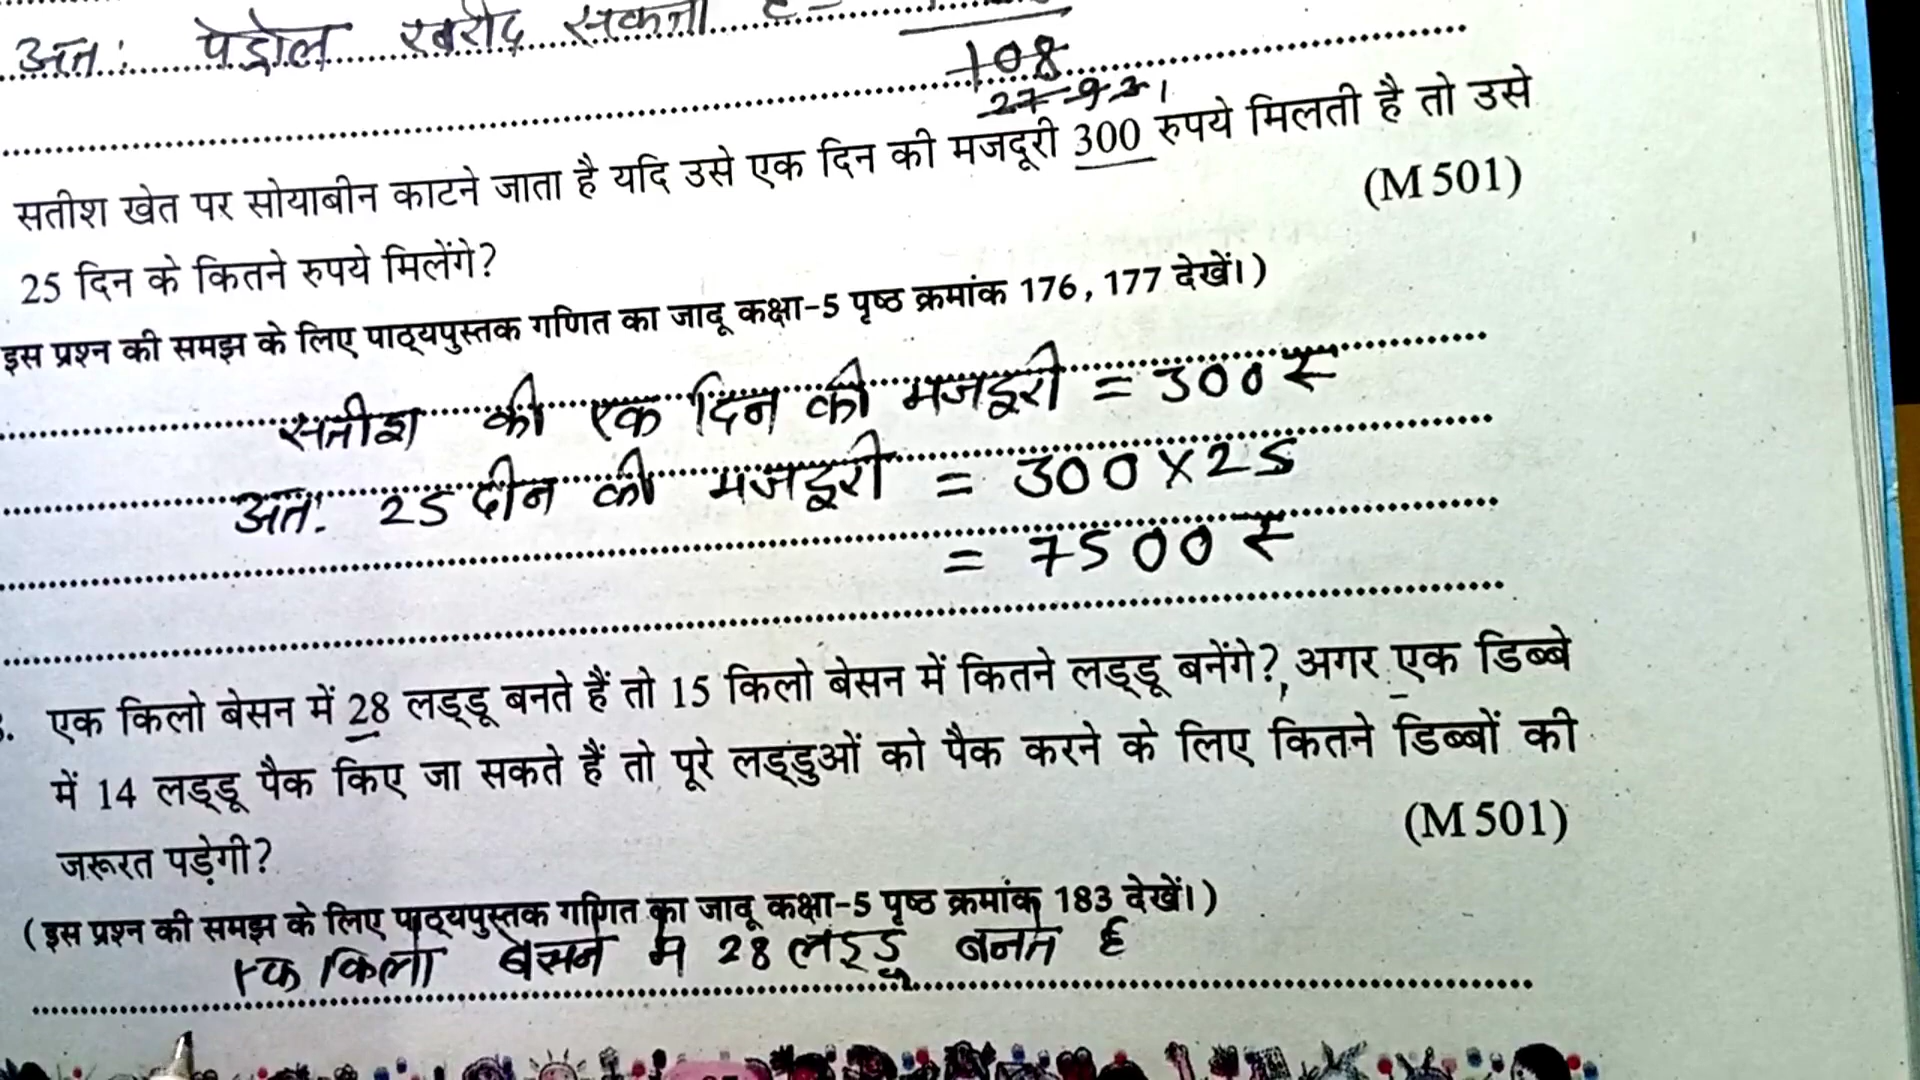 अतः पेट्रोल खरीद सकता है
108
27 92।
सतीश खेत पर सोयाबीन काटने जाता है यदि उसे एक दिन की मजदूरी 300 रुपये मिलती है तो उसे
25 दिन के कितने रुपये मिलेंगे?
(M 501)
इस प्रश्न की समझ के लिए पाठ्यपुस्तक गणित का जादू कक्षा-5 पृष्ठ क्रमांक 176, 177 देखें।)
सतीश की एक दिन की मजदूरी = 300 ₹
अतः 25 दीन की मजदूरी = 300 X 25
= 7500 ₹
. एक किलो बेसन में 28 लड्डू बनते हैं तो 15 किलो बेसन में कितने लड्डू बनेंगे?, अगर एक डिब्बे
में 14 लड्डू पैक किए जा सकते हैं तो पूरे लड्डुओं को पैक करने के लिए कितने डिब्बों की
जरूरत पड़ेगी?
(M 501)
(इस प्रश्न की समझ के लिए पाठ्यपुस्तक गणित का जादू कक्षा-5 पृष्ठ क्रमांक 183 देखें।)
एक किलो बेसन में 28 लड्डू बनते है